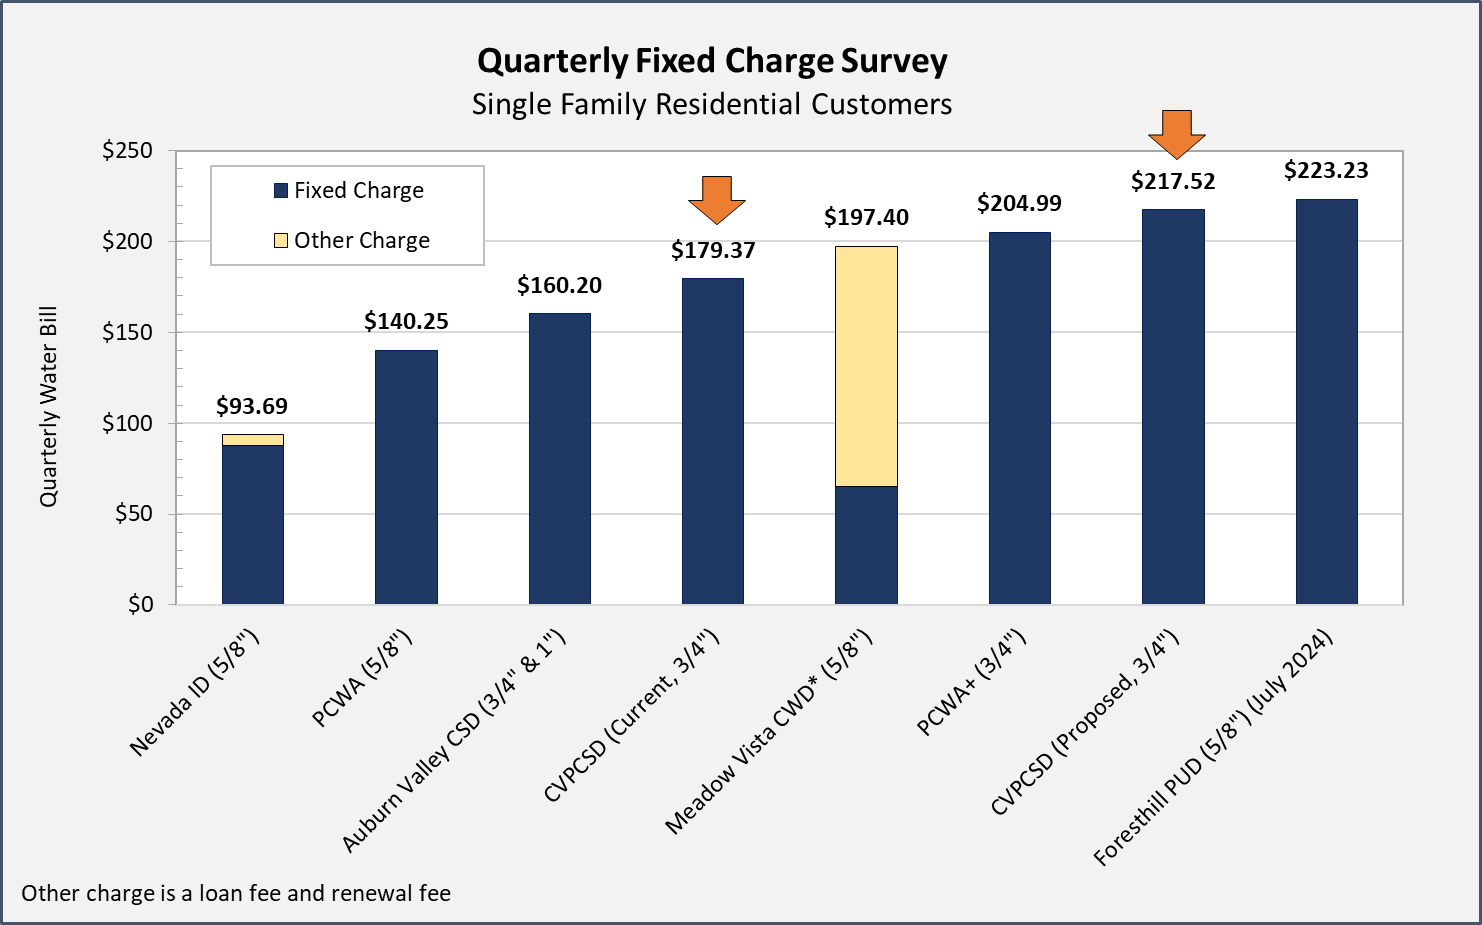 Quarterly Fixed Charge Survey
Single Family Residential Customers
$250
$200
$150
$100
$50
$0
Quarterly Water Bill
Fixed Charge
Other Charge
$93.69
$140.25
$160.20
$179.37
$197.40
$204.99
$217.52
$223.23
Nevada ID (5/8")
PCWA (5/8")
Auburn Valley CSD (3/4" & 1")
CVPCSD (Current, 3/4")
Meadow Vista CWD* (5/8")
PCWA+ (3/4")
CVPCSD (Proposed, 3/4")
Foresthill PUD (5/8") (July 2024)
Other charge is a loan fee and renewal fee